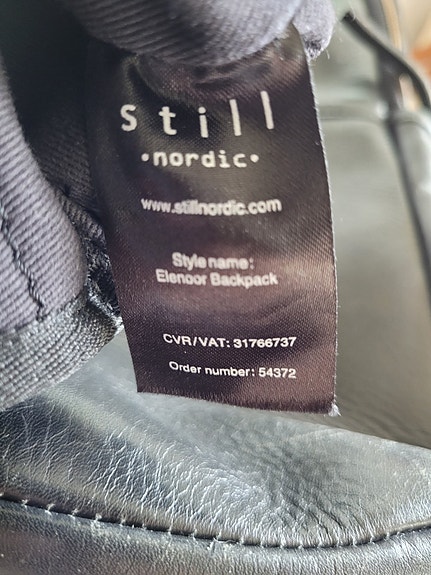 still
•nordic•
www.stillnordic.com
Style name:
Elenoor Backpack
CVR/VAT: 31766737
Order number: 54372